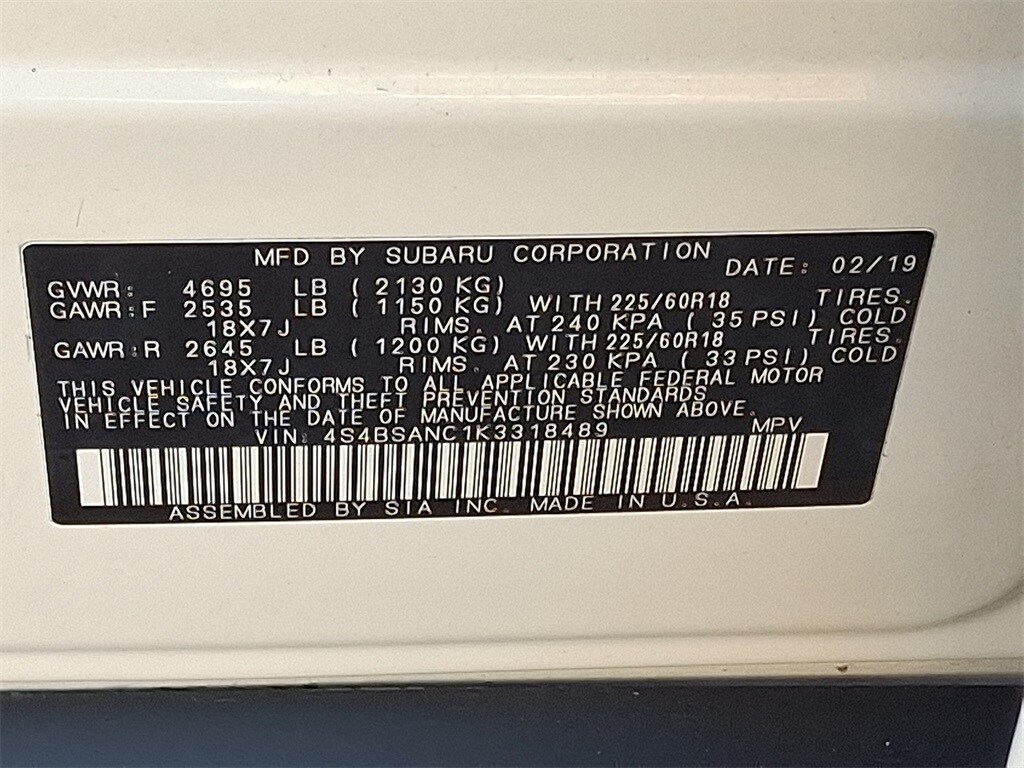 MFD BY SUBARU CORPORATION DATE: 02/19
GVWR: 4695 LB ( 2130 KG)
GAWR:F 2535 LB ( 1150 KG) WITH 225/60R18 TIRES.
18X7J RIMS. AT 240 KPA ( 35 PSI) COLD
GAWR:R 2645 LB ( 1200 KG) WITH 225/60R18 TIRES.
18X7J RIMS. AT 230 KPA ( 33 PSI) COLD
THIS VEHICLE CONFORMS TO ALL APPLICABLE FEDERAL MOTOR
VEHICLE SAFETY AND THEFT PREVENTION STANDARDS
IN EFFECT ON THE DATE OF MANUFACTURE SHOWN ABOVE.
VIN: 4S4BSANC1K3318489 MPV
ASSEMBLED BY SIA INC. MADE IN U.S.A.